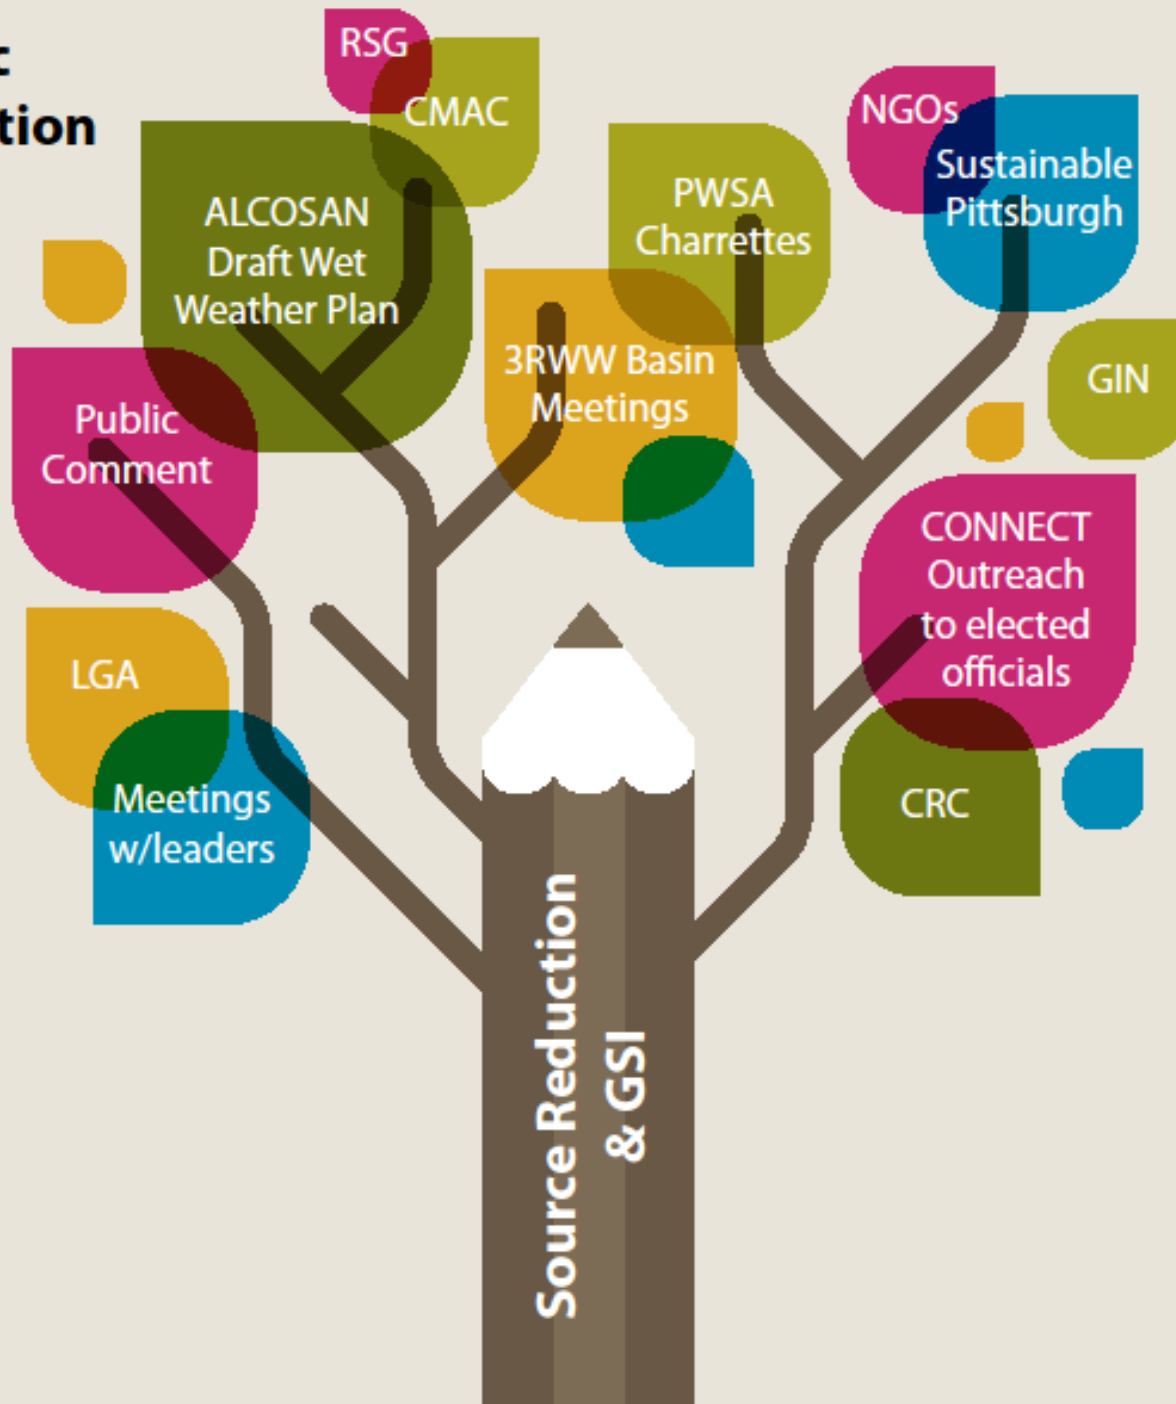 RSG
CMAC
NGOs
Sustainable
Pittsburgh
ALCOSAN
Draft Wet
Weather Plan
PWSA
Charrettes
3RWW Basin
Meetings
GIN
Public
Comment
CONNECT
Outreach
to elected
officials
LGA
Meetings
w/leaders
CRC
Source Reduction
& GSI